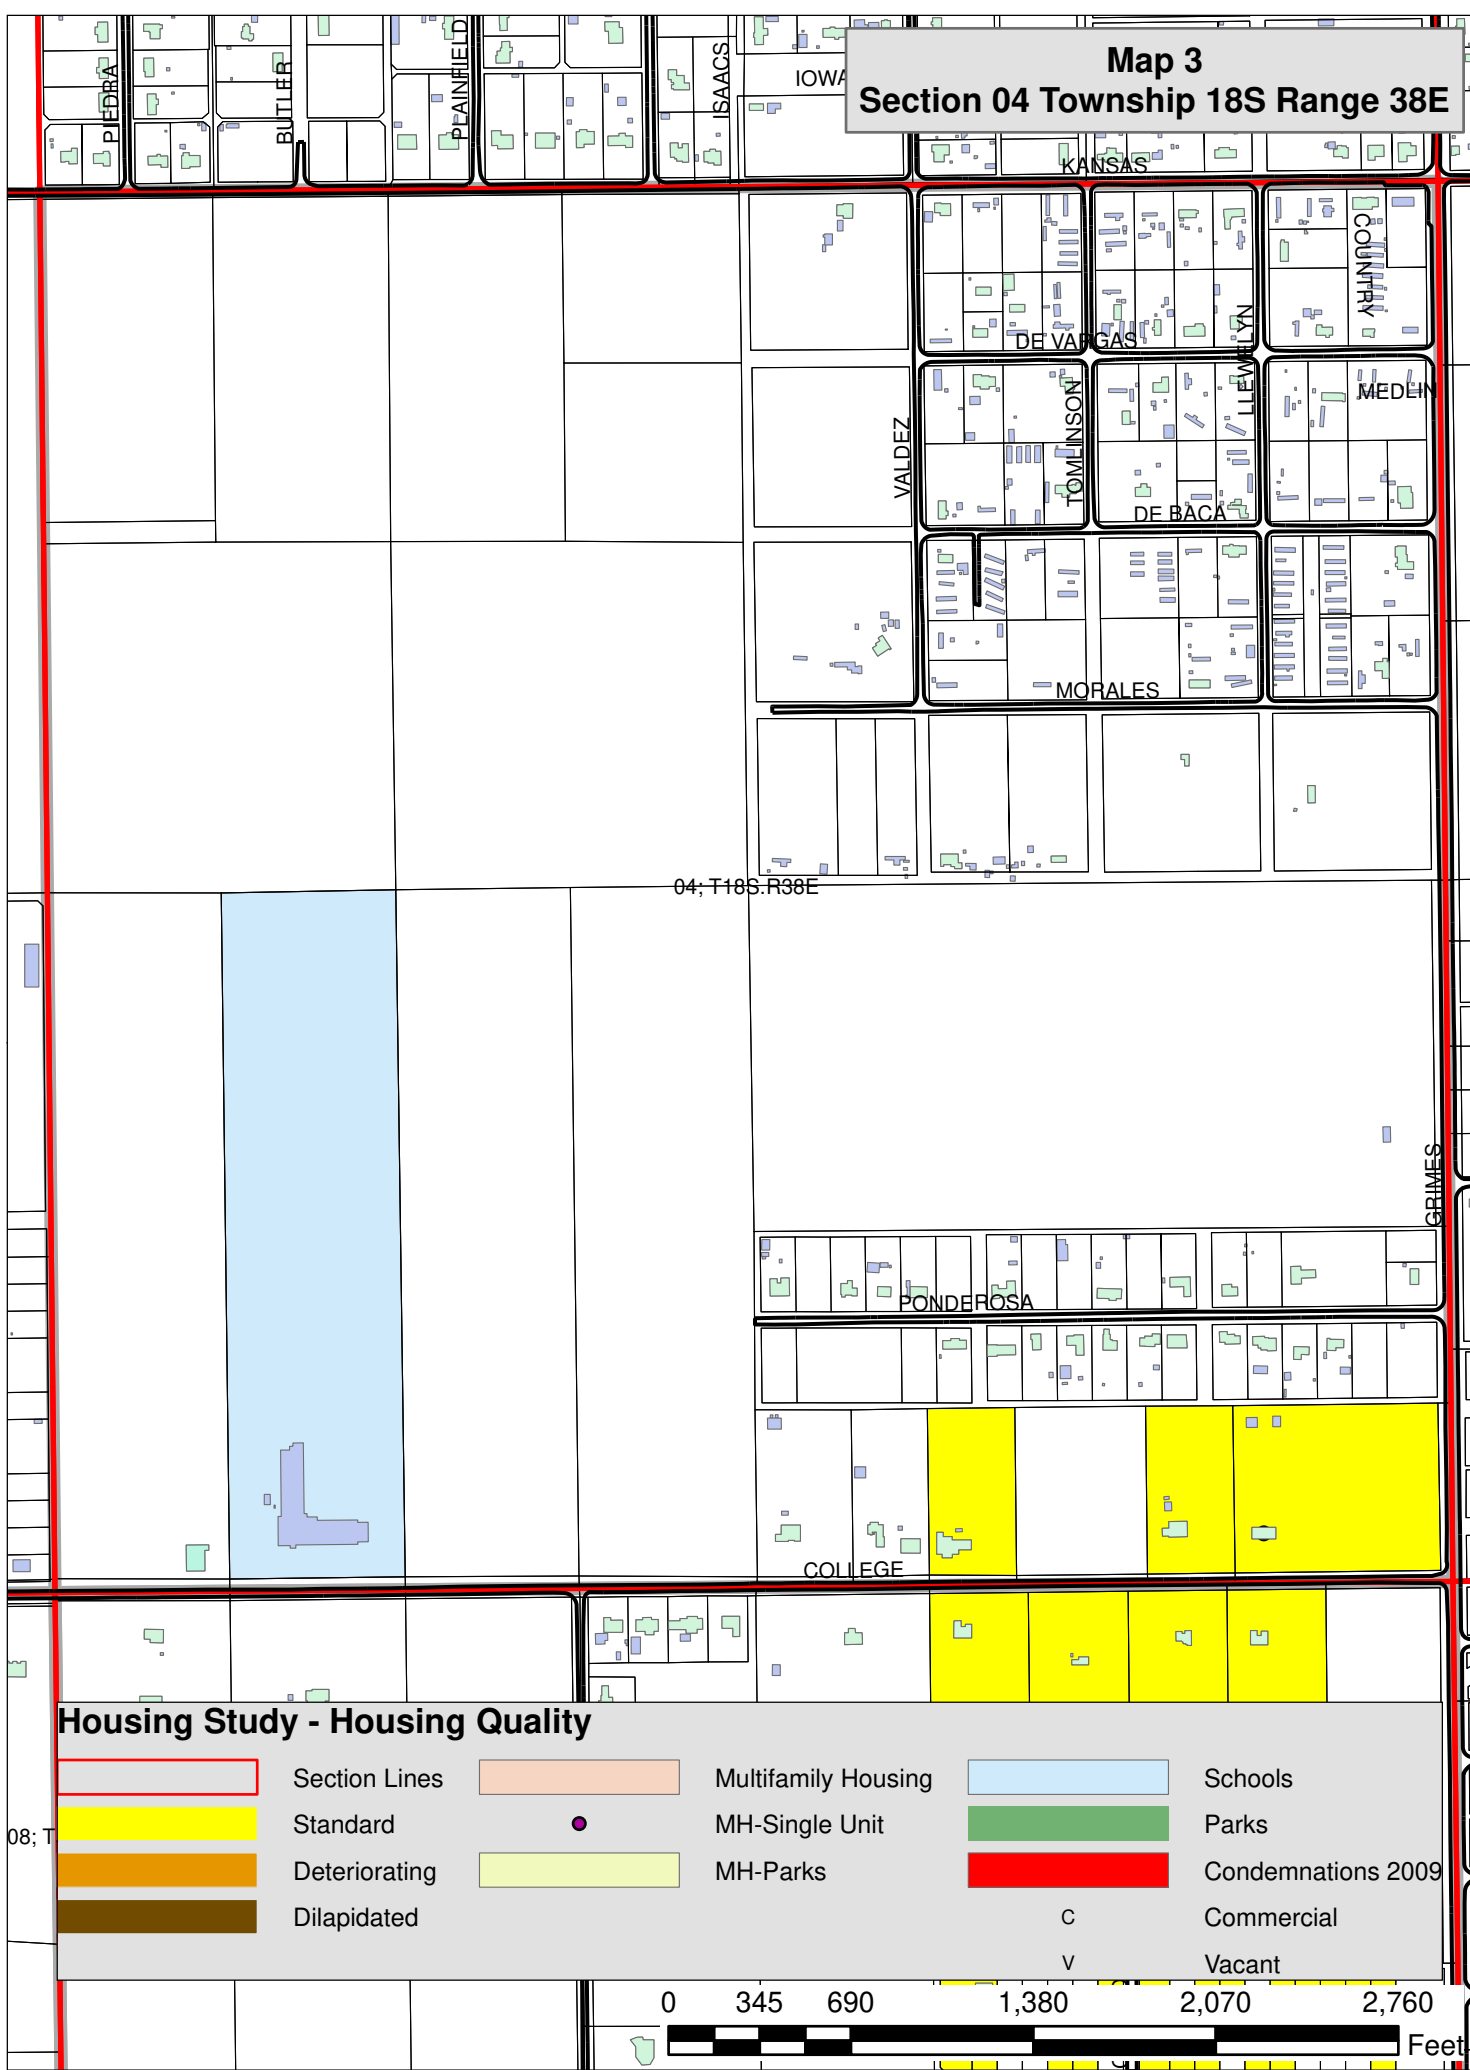 Map 3
Section 04 Township 18S Range 38E
PIEDRA
BUTLER
PLAINFIELD
ISAACS
IOWA
KANSAS
COUNTRY
DE VARGAS
LLEWELYN
MEDLIN
TOMLINSON
VALDEZ
DE BACA
MORALES
04; T18S.R38E
GRIMES
PONDEROSA
COLLEGE
Housing Study - Housing Quality
Section Lines
Multifamily Housing
Schools
Standard
MH-Single Unit
Parks
08; T
Deteriorating
MH-Parks
Condemnations 2009
Dilapidated
C
Commercial
V
Vacant
0 345 690 1,380 2,070 2,760
Feet